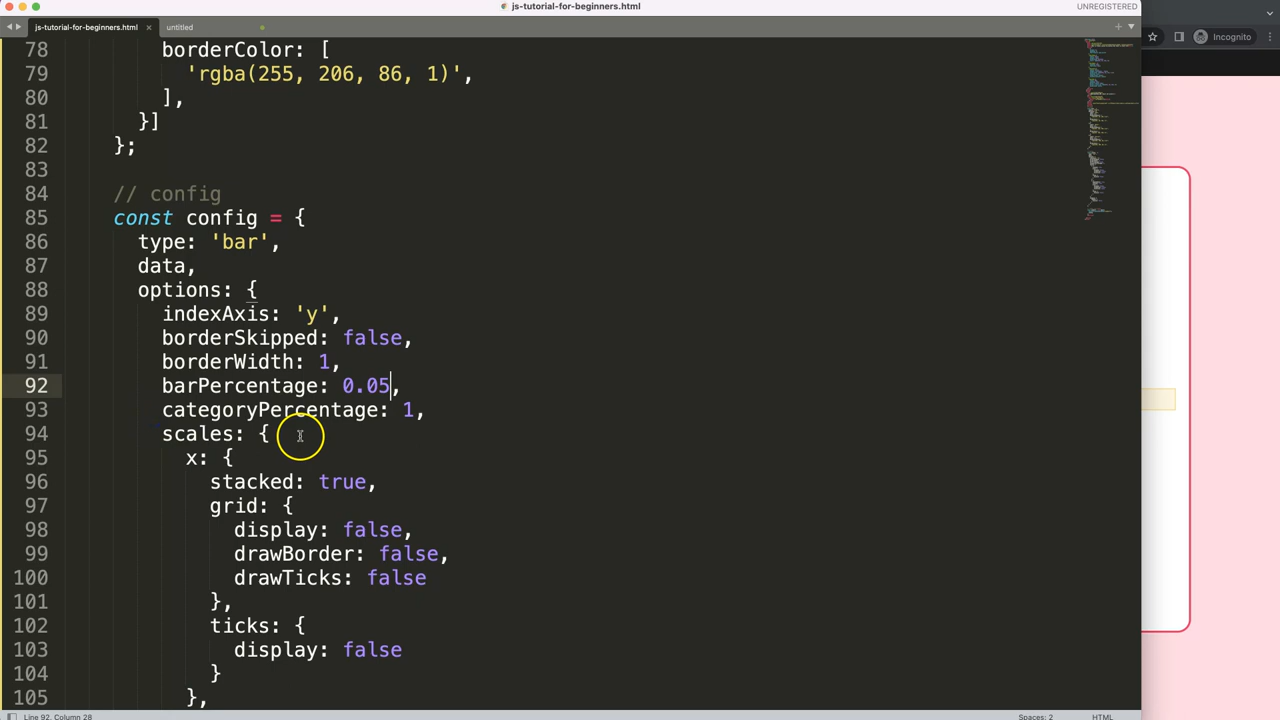 js-tutorial-for-beginners.html
UNREGISTERED
js-tutorial-for-beginners.html × untitled
Incognito
78 borderColor: [
79 'rgba(255, 206, 86, 1)',
80 ],
81 }]
82 };
83
84 // config
85 const config = {
86 type: 'bar',
87 data,
88 options: {
89 indexAxis: 'y',
90 borderSkipped: false,
91 borderWidth: 1,
92 barPercentage: 0.05,
93 categoryPercentage: 1,
94 scales: {
95 x: {
96 stacked: true,
97 grid: {
98 display: false,
99 drawBorder: false,
100 drawTicks: false
101 },
102 ticks: {
103 display: false
104 }
105 },
Line 92, Column 28
Spaces: 2
HTML